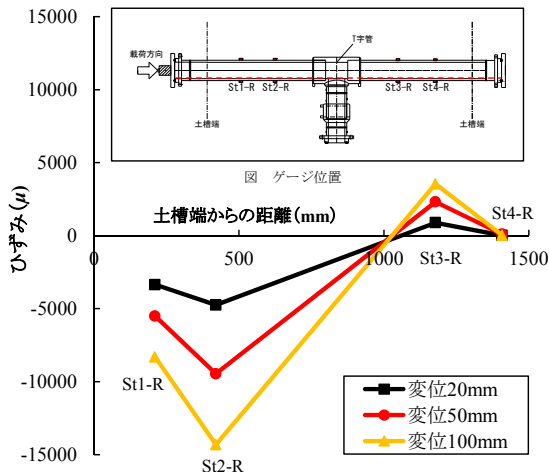 T字管
載荷方向
St1-R St2-R St3-R St4-R
土槽端 土槽端
図 ゲージ位置
ひずみ(μ)
15000
10000
5000
0
-5000
-10000
-15000
土槽端からの距離(mm)
0 500 1000 1500
St1-R
St2-R
St3-R
St4-R
変位20mm
変位50mm
変位100mm